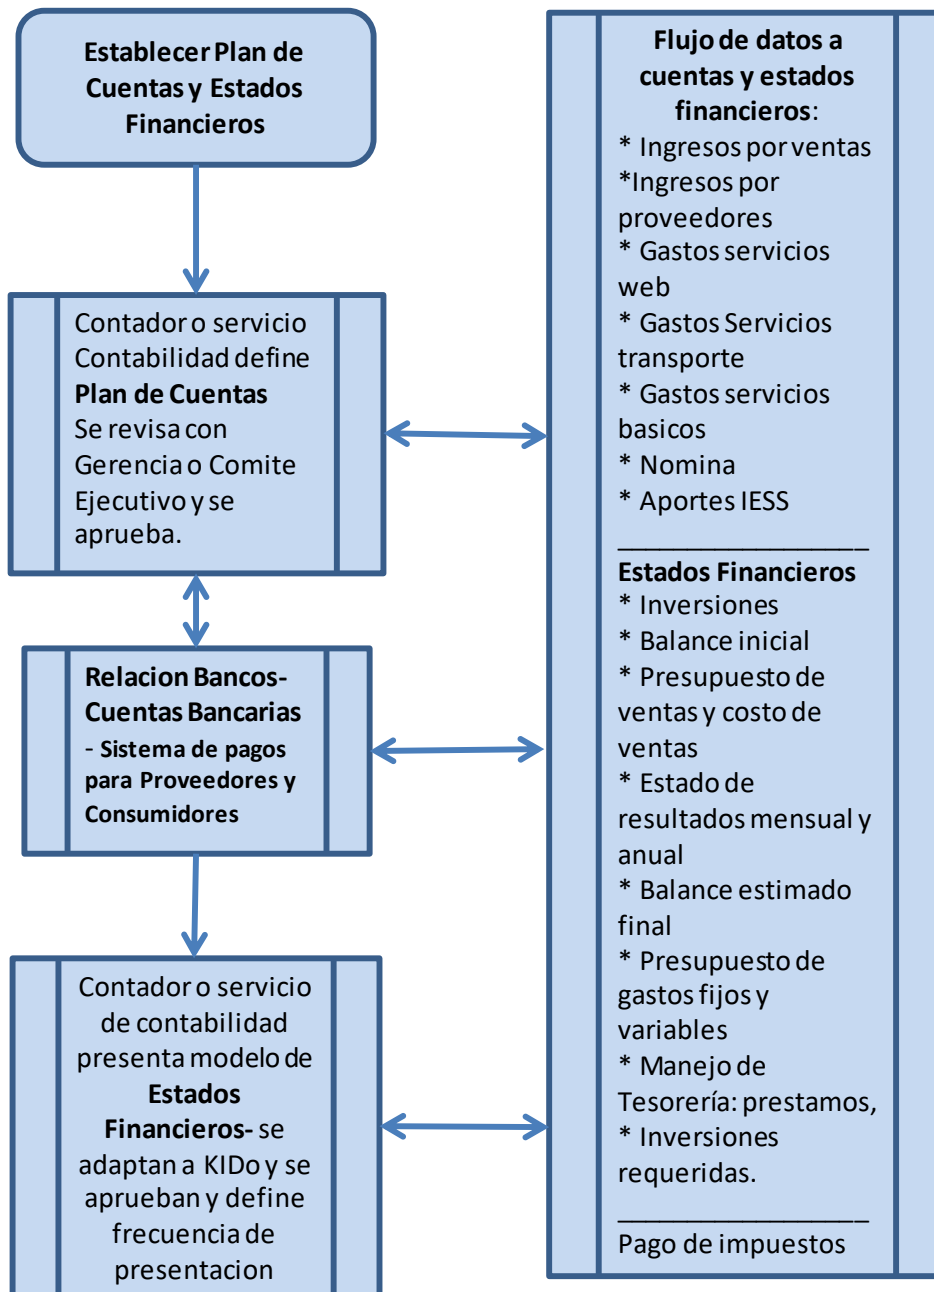 Establecer Plan de
Cuentas y Estados
Financieros
Contador o servicio
Contabilidad define
Plan de Cuentas
Se revisa con
Gerencia o Comite
Ejecutivo y se
aprueba.
Relacion Bancos-
Cuentas Bancarias
- Sistema de pagos
para Proveedores y
Consumidores
Contador o servicio
de contabilidad
presenta modelo de
Estados
Financieros- se
adaptan a KIDo y se
aprueban y define
frecuencia de
presentacion
Flujo de datos a
cuentas y estados
financieros:
* Ingresos por ventas
*Ingresos por
proveedores
* Gastos servicios
web
* Gastos Servicios
transporte
* Gastos servicios
basicos
* Nomina
* Aportes IESS
__________________
Estados Financieros
* Inversiones
* Balance inicial
* Presupuesto de
ventas y costo de
ventas
* Estado de
resultados mensual y
anual
* Balance estimado
final
* Presupuesto de
gastos fijos y
variables
* Manejo de
Tesorería: prestamos,
* Inversiones
requeridas.
__________________
Pago de impuestos